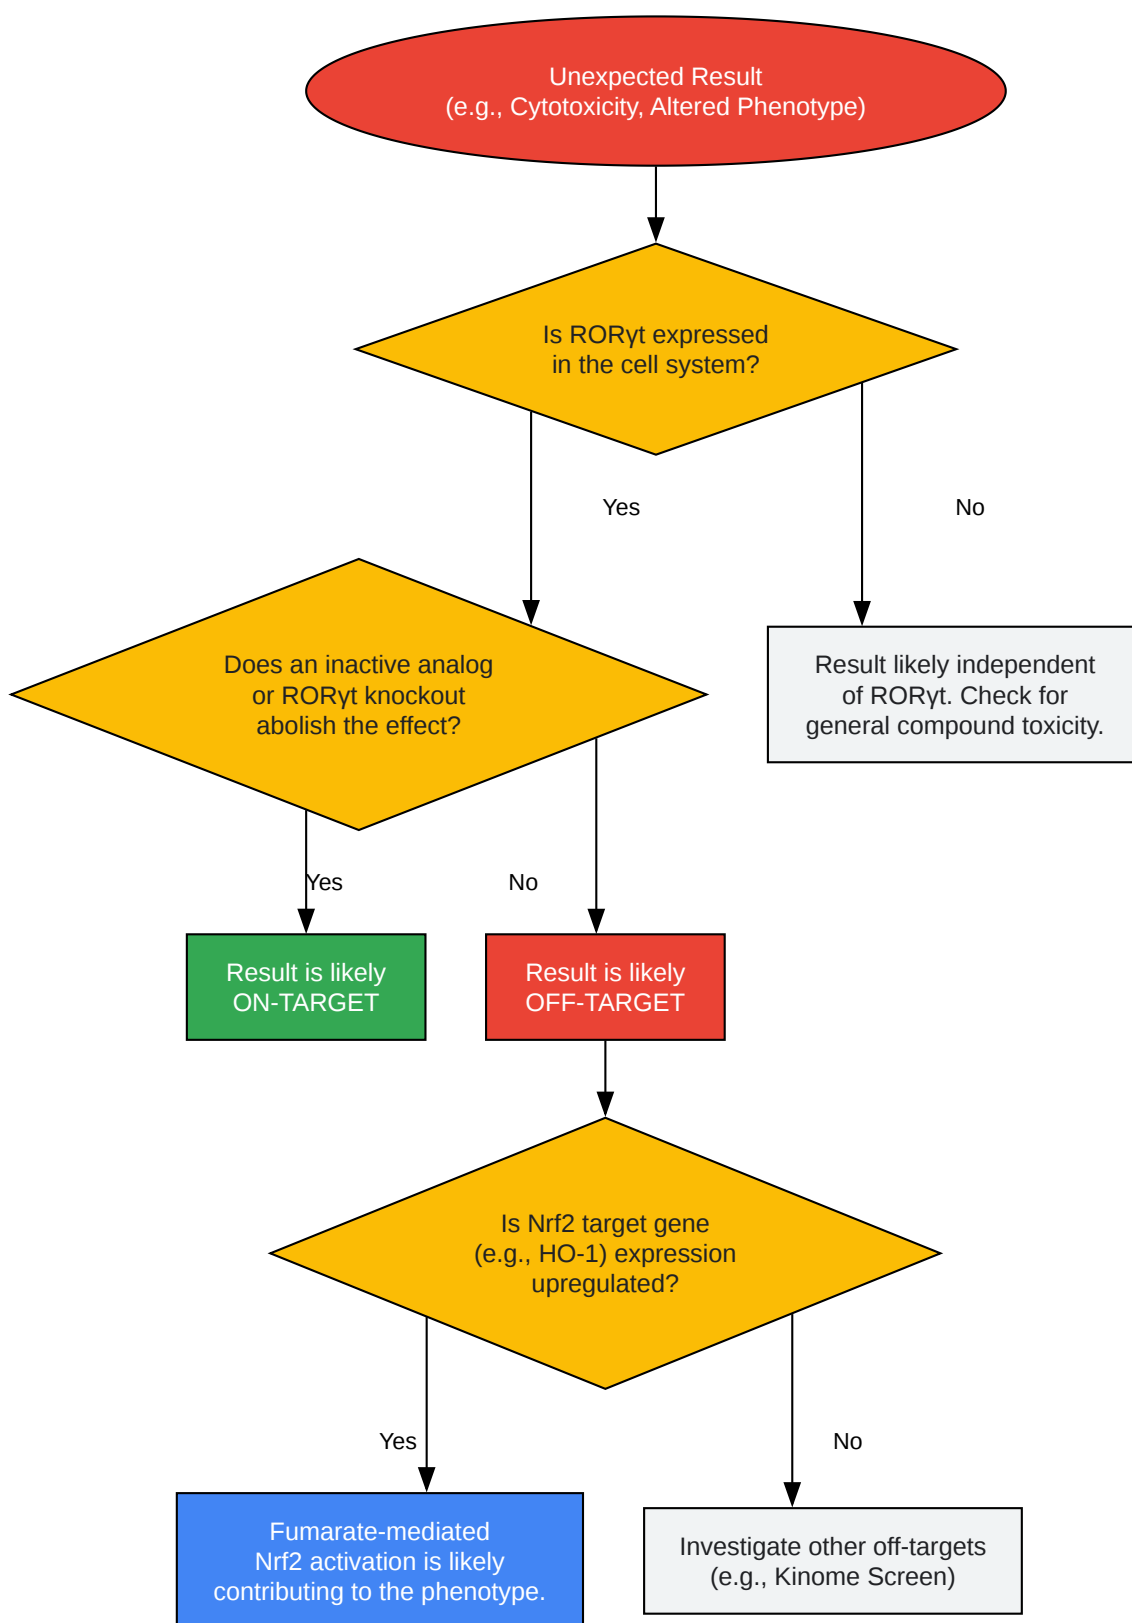 Unexpected Result
(e.g., Cytotoxicity, Altered Phenotype)
Is RORγt expressed
in the cell system?
Yes
No
Does an inactive analog
or RORγt knockout
abolish the effect?
Result likely independent
of RORγt. Check for
general compound toxicity.
Yes
No
Result is likely
ON-TARGET
Result is likely
OFF-TARGET
Is Nrf2 target gene
(e.g., HO-1) expression
upregulated?
Yes
No
Fumarate-mediated
Nrf2 activation is likely
contributing to the phenotype.
Investigate other off-targets
(e.g., Kinome Screen)